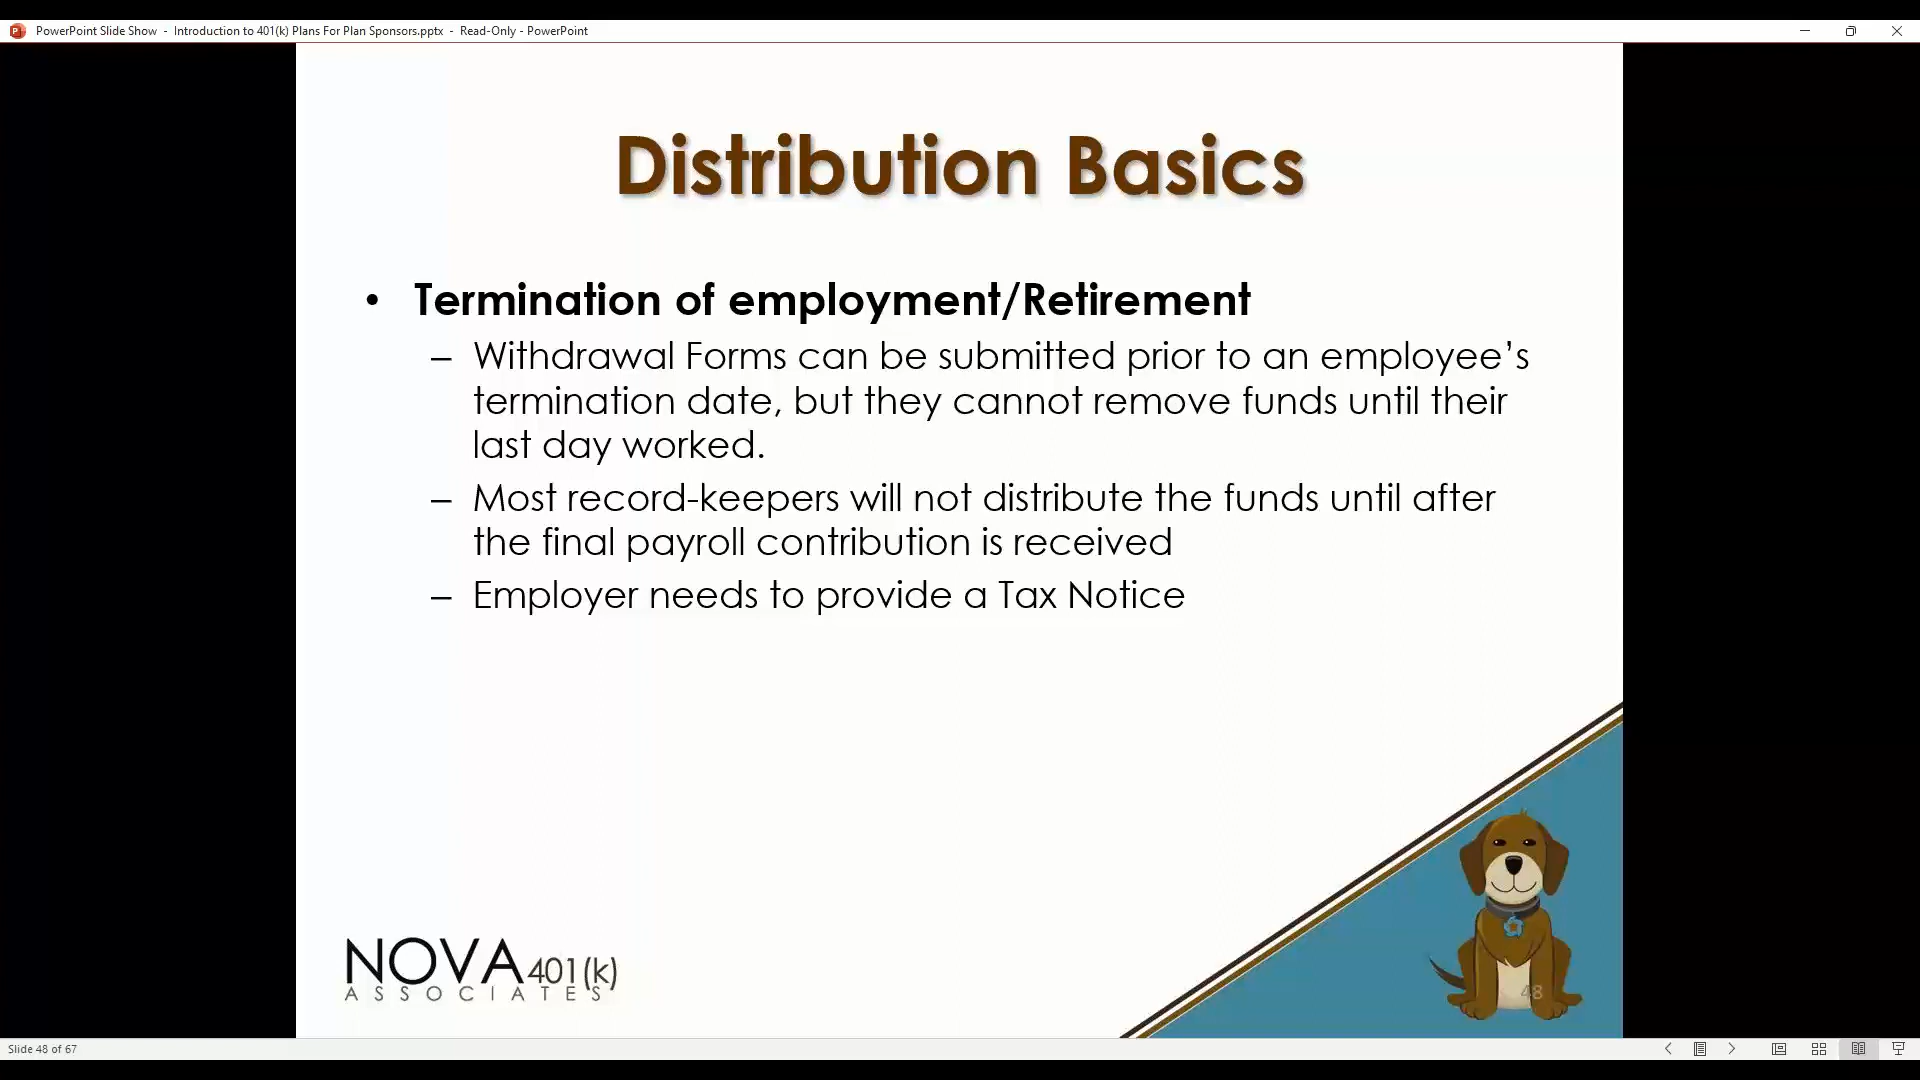 PowerPoint Slide Show - Introduction to 401(k) Plans For Plan Sponsors.pptx - Read-Only - PowerPoint
Distribution Basics
• Termination of employment/Retirement
– Withdrawal Forms can be submitted prior to an employee’s
termination date, but they cannot remove funds until their
last day worked.
– Most record-keepers will not distribute the funds until after
the final payroll contribution is received
– Employer needs to provide a Tax Notice
NOVA 401(k)
ASSOCIATES
48
Slide 48 of 67